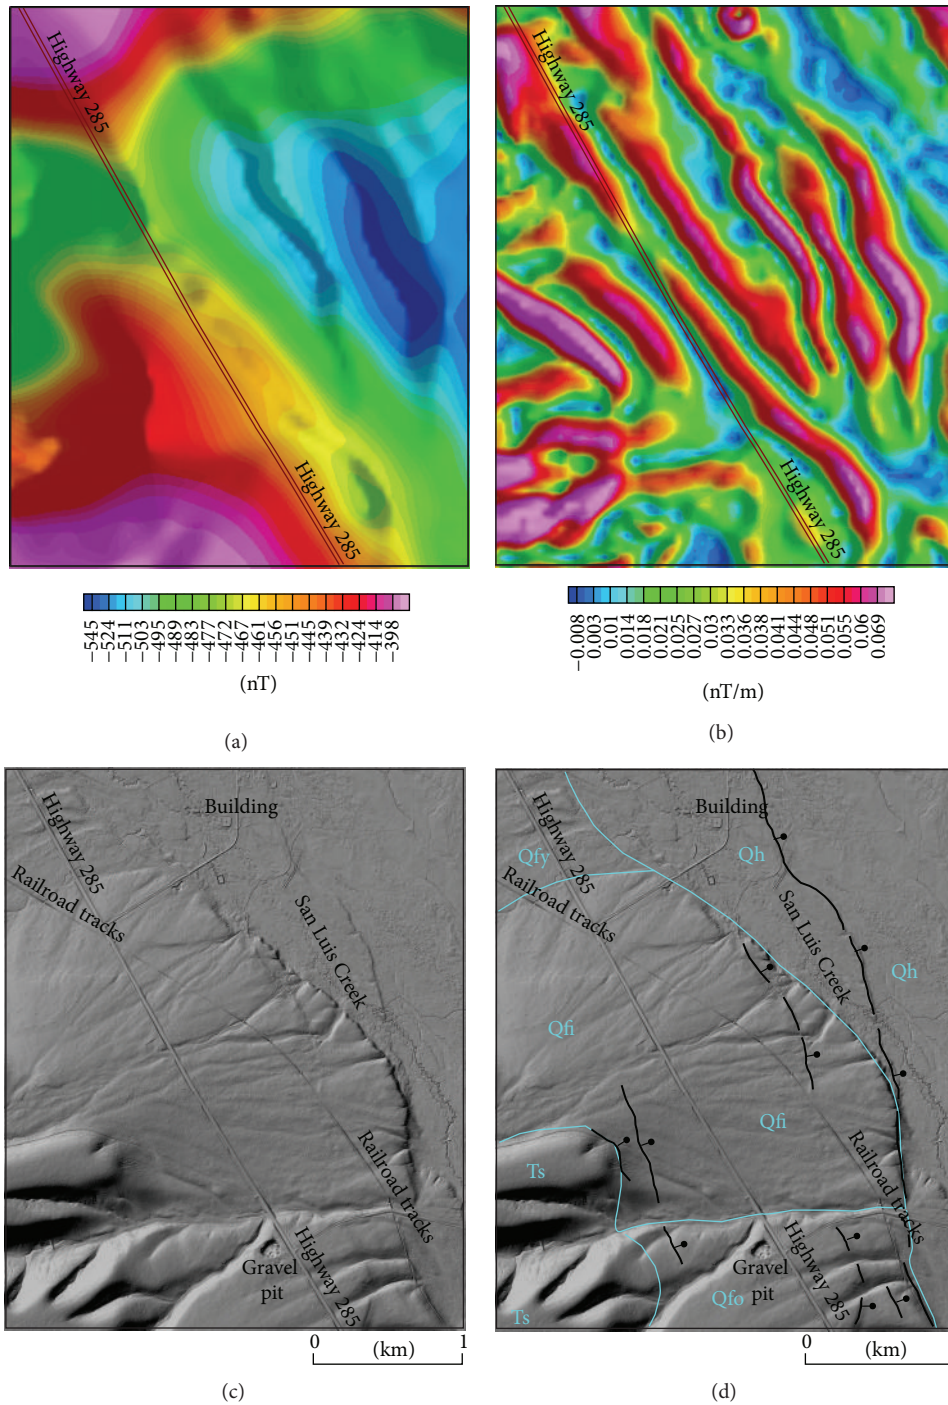 Highway 285
Highway 285
−545
−524
−511
−503
−495
−489
−483
−477
−472
−467
−461
−456
−451
−445
−439
−432
−424
−414
−398
(nT)
(a)
Highway 285
Highway 285
−0.008
0.003
0.01
0.014
0.018
0.021
0.025
0.027
0.03
0.033
0.036
0.038
0.041
0.044
0.048
0.051
0.055
0.06
0.069
(nT/m)
(b)
Building
Highway 285
Railroad tracks
San Luis Creek
Railroad tracks
Gravel
pit
Highway 285
0
(km)
1
(c)
Building
Highway 285
Qfy
Qh
Railroad tracks
San Luis Creek
Qh
Qfi
Qfi
Ts
Railroad tracks
Gravel
pit
Highway 285
Qfo
Ts
0
(km)
(d)